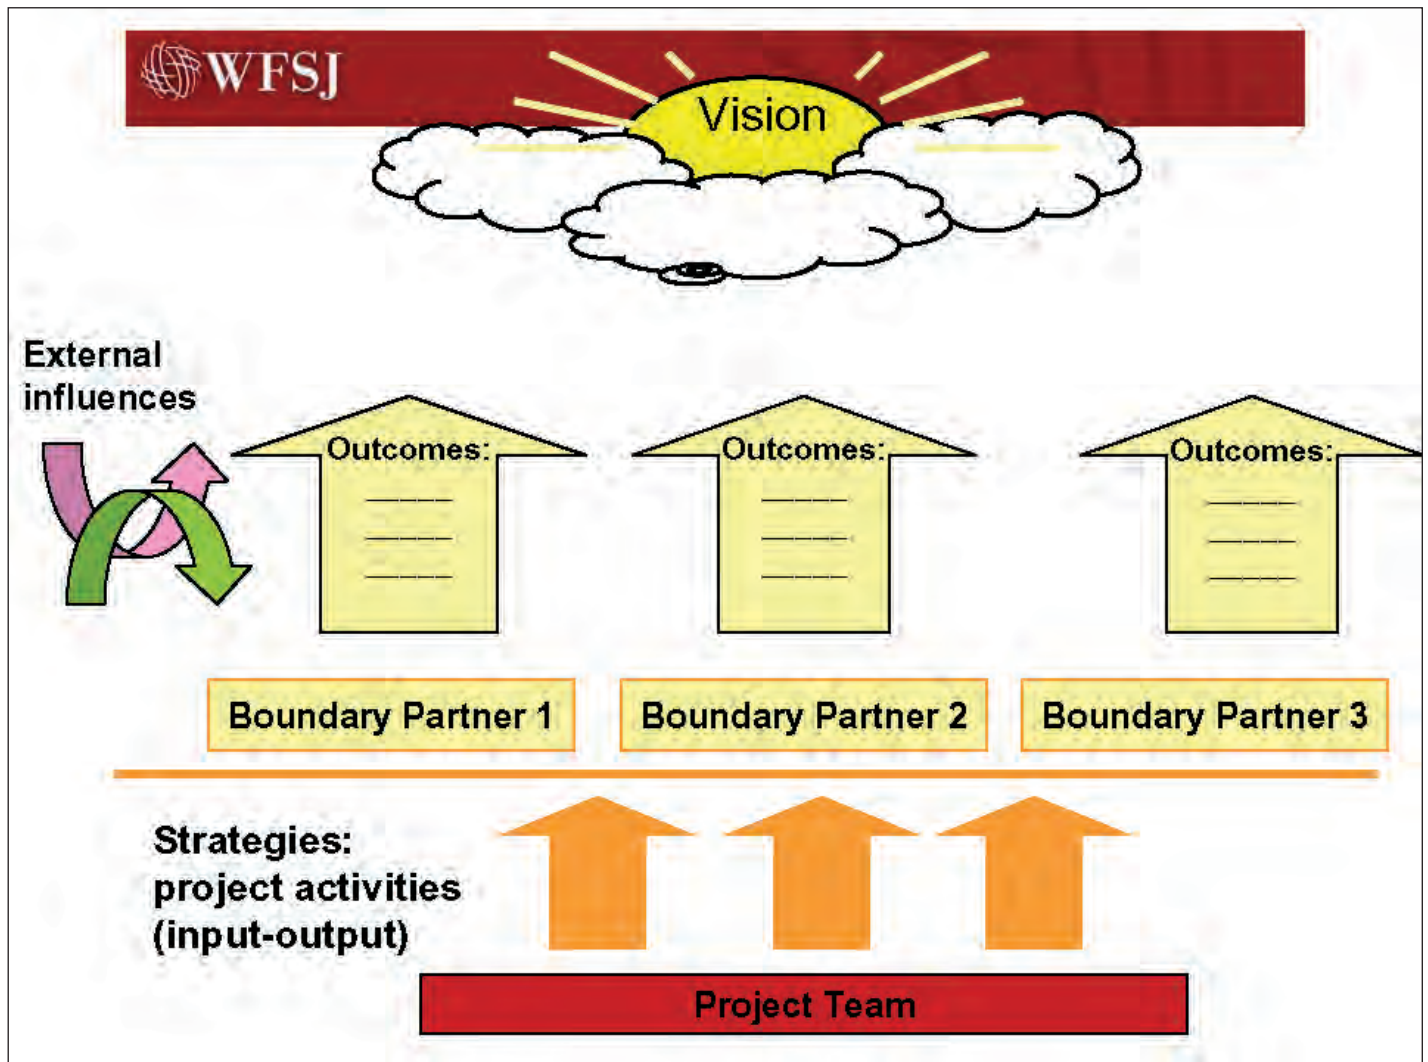 WFSJ
Vision
External
influences
Outcomes:
Outcomes:
Outcomes:
Boundary Partner 1
Boundary Partner 2
Boundary Partner 3
Strategies:
project activities
(input-output)
Project Team